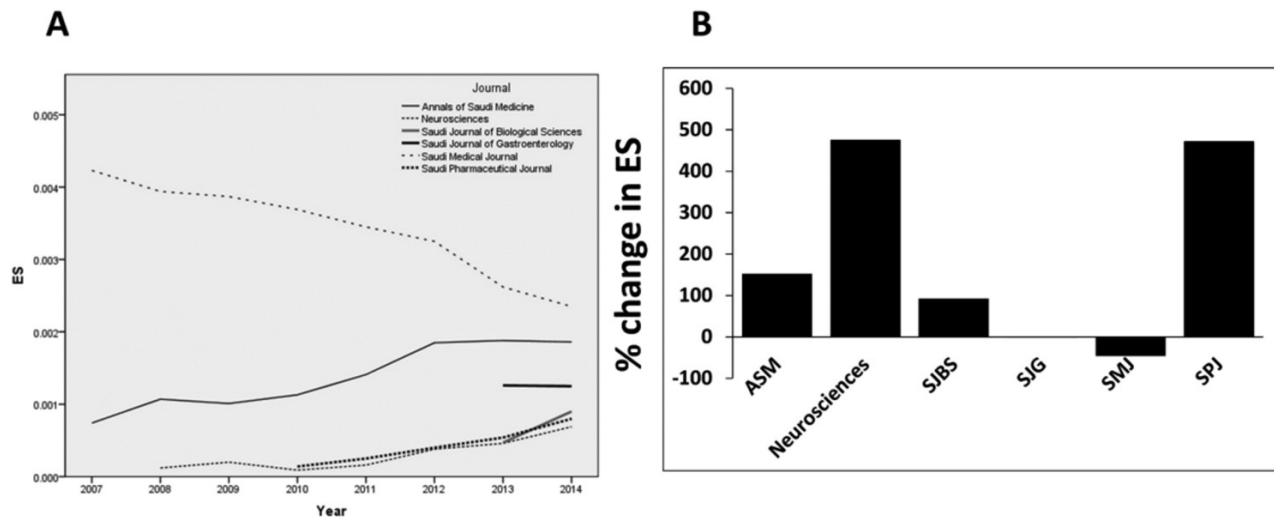 A
Journal
Annals of Saudi Medicine
Neurosciences
Saudi Journal of Biological Sciences
Saudi Journal of Gastroenterology
Saudi Medical Journal
Saudi Pharmaceutical Journal
0.005
0.004
0.003
0.002
0.001
0.000
ES
2007 2008 2009 2010 2011 2012 2013 2014
Year
B
% change in ES
600
500
400
300
200
100
0
-100
ASM Neurosciences SJBS SJG SMJ SPJ